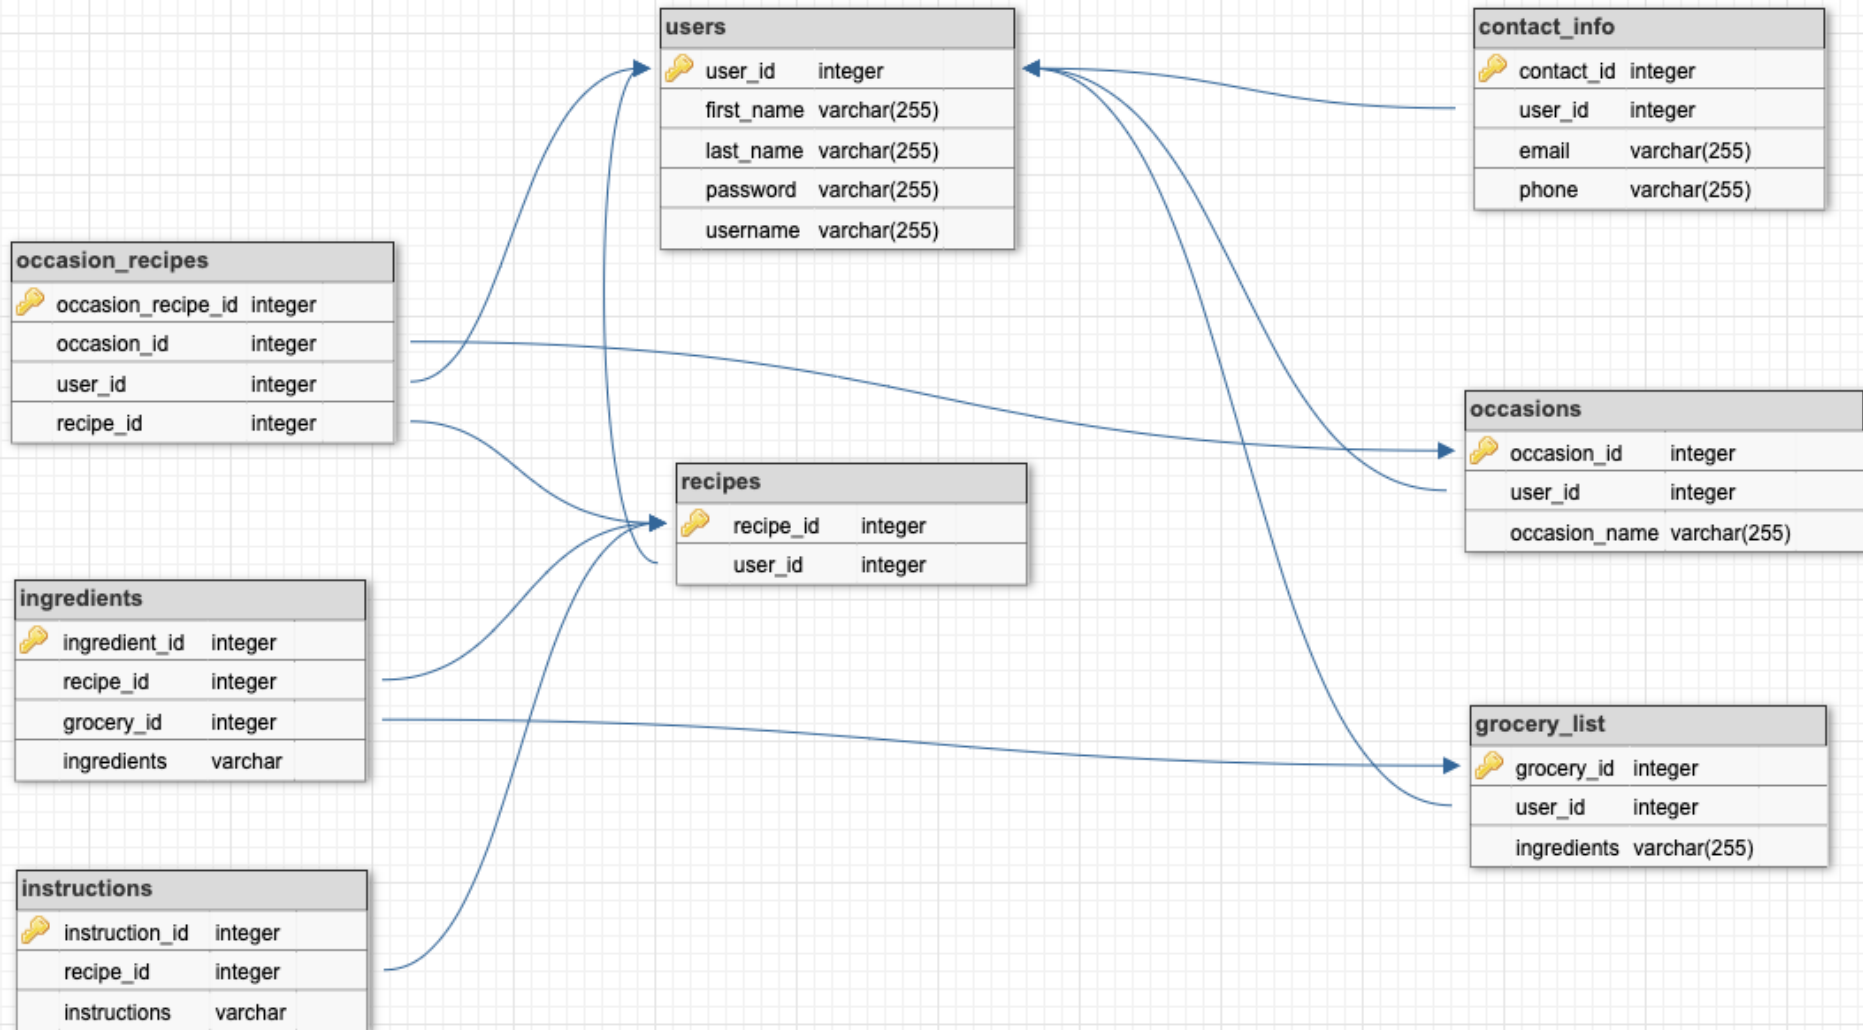 users
user_id integer
first_name varchar(255)
last_name varchar(255)
password varchar(255)
username varchar(255)
contact_info
contact_id integer
user_id integer
email varchar(255)
phone varchar(255)
occasion_recipes
occasion_recipe_id integer
occasion_id integer
user_id integer
recipe_id integer
occasions
occasion_id integer
user_id integer
occasion_name varchar(255)
recipes
recipe_id integer
user_id integer
ingredients
ingredient_id integer
recipe_id integer
grocery_id integer
ingredients varchar
grocery_list
grocery_id integer
user_id integer
ingredients varchar(255)
instructions
instruction_id integer
recipe_id integer
instructions varchar